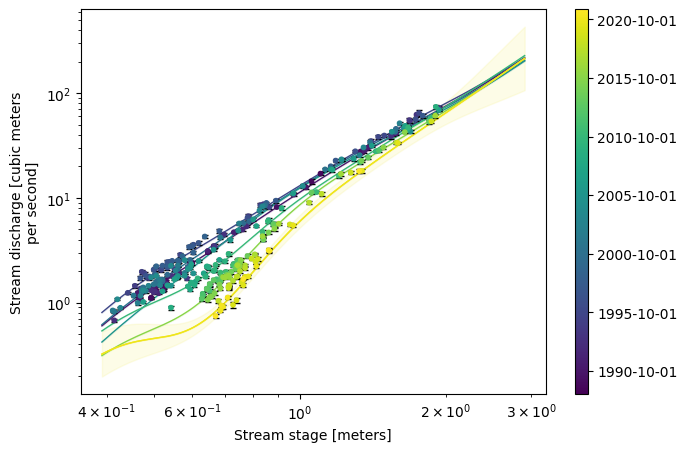 Stream discharge [cubic meters
per second]
10²
10¹
10⁰
4 × 10⁻¹
6 × 10⁻¹
10⁰
2 × 10⁰
3 × 10⁰
Stream stage [meters]
2020-10-01
2015-10-01
2010-10-01
2005-10-01
2000-10-01
1995-10-01
1990-10-01